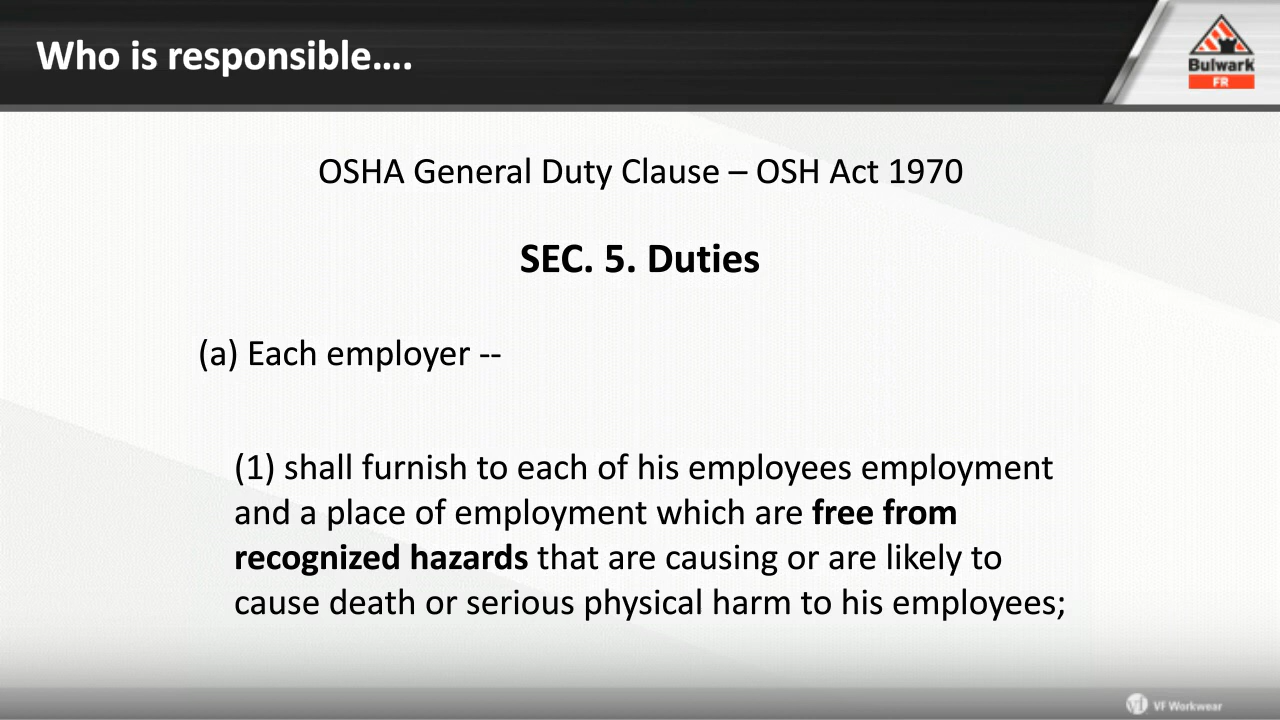 Who is responsible….
Bulwark
FR
OSHA General Duty Clause – OSH Act 1970
SEC. 5. Duties
(a) Each employer --
(1) shall furnish to each of his employees employment
and a place of employment which are free from
recognized hazards that are causing or are likely to
cause death or serious physical harm to his employees;
VF Workwear